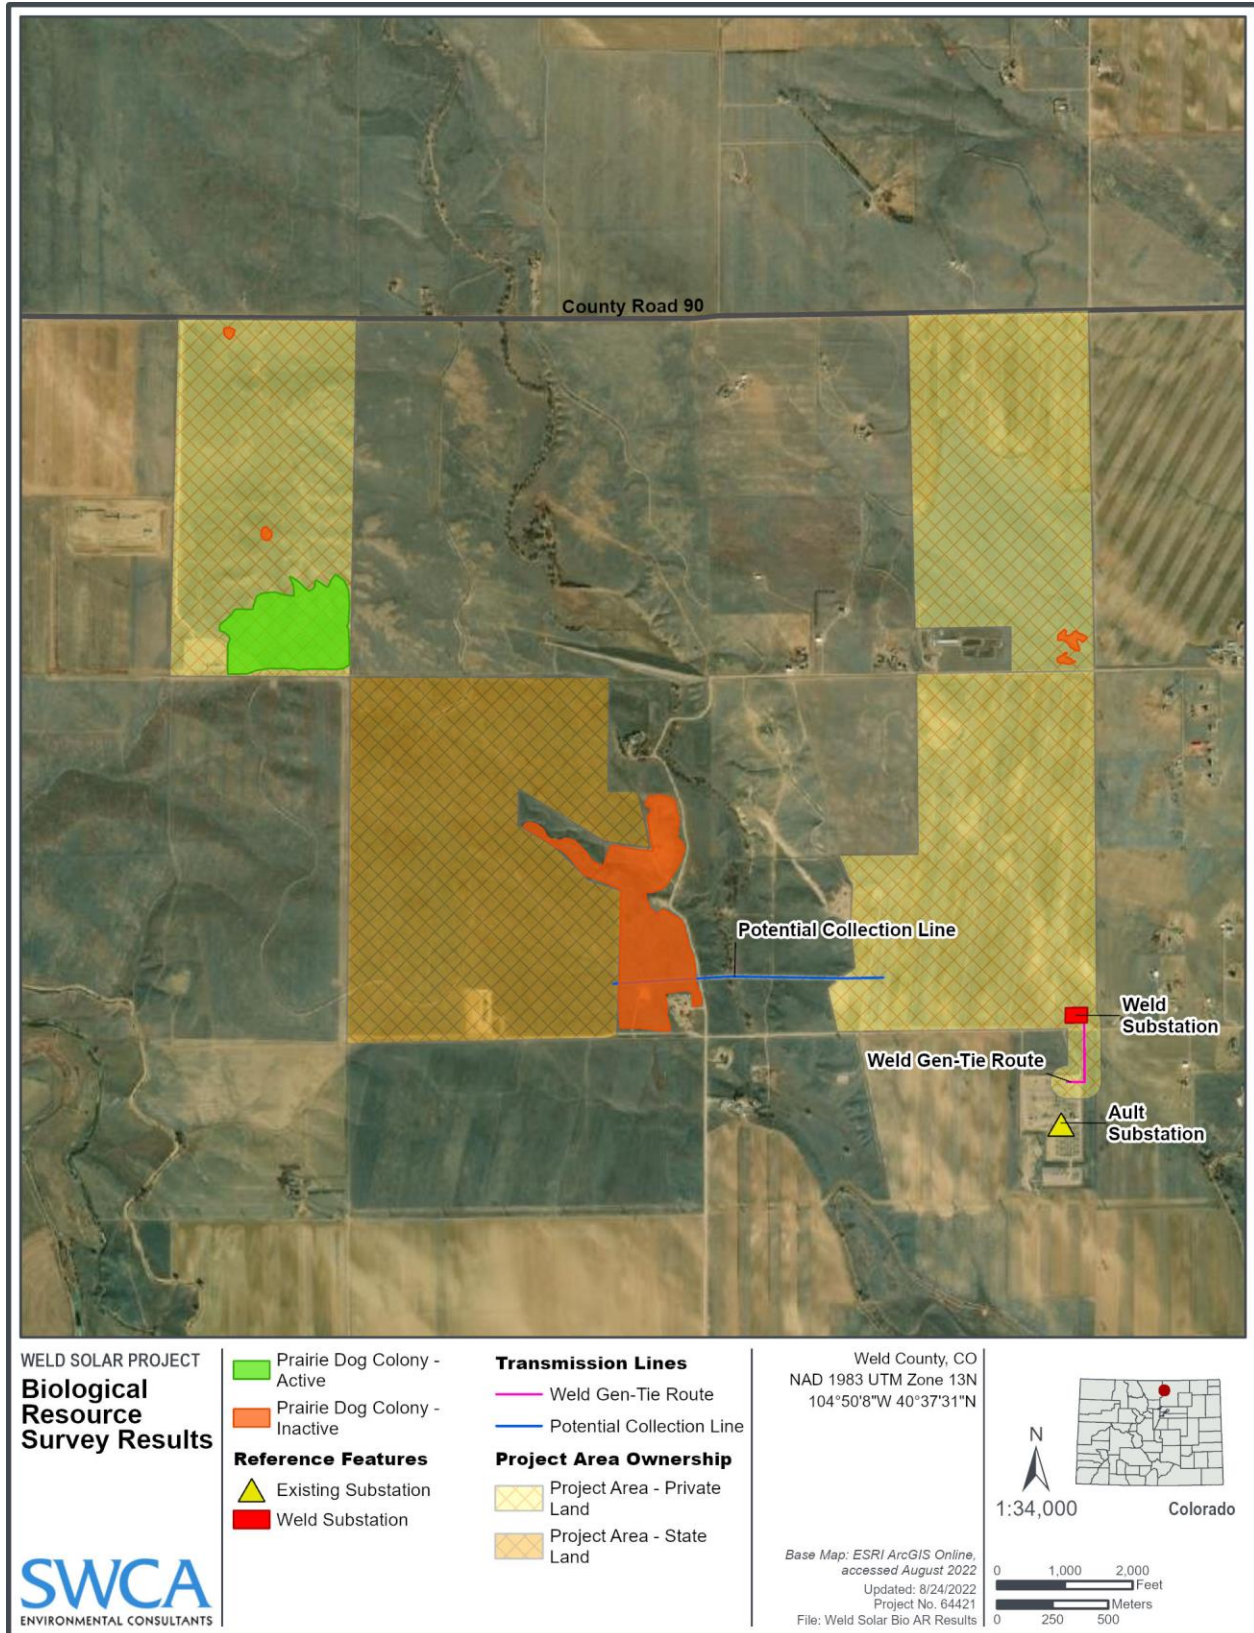 County Road 90
Potential Collection Line
Weld
Substation
Weld Gen-Tie Route
Ault
Substation
WELD SOLAR PROJECT
Biological
Resource
Survey Results
SWCA
ENVIRONMENTAL CONSULTANTS
Prairie Dog Colony -
Active
Prairie Dog Colony -
Inactive
Reference Features
Existing Substation
Weld Substation
Transmission Lines
Weld Gen-Tie Route
Potential Collection Line
Project Area Ownership
Project Area - Private
Land
Project Area - State
Land
Weld County, CO
NAD 1983 UTM Zone 13N
104°50'8"W 40°37'31"N
Base Map: ESRI ArcGIS Online,
accessed August 2022
Updated: 8/24/2022
Project No. 64421
File: Weld Solar Bio AR Results
N
1:34,000
Colorado
0 1,000 2,000
Feet
Meters
0 250 500